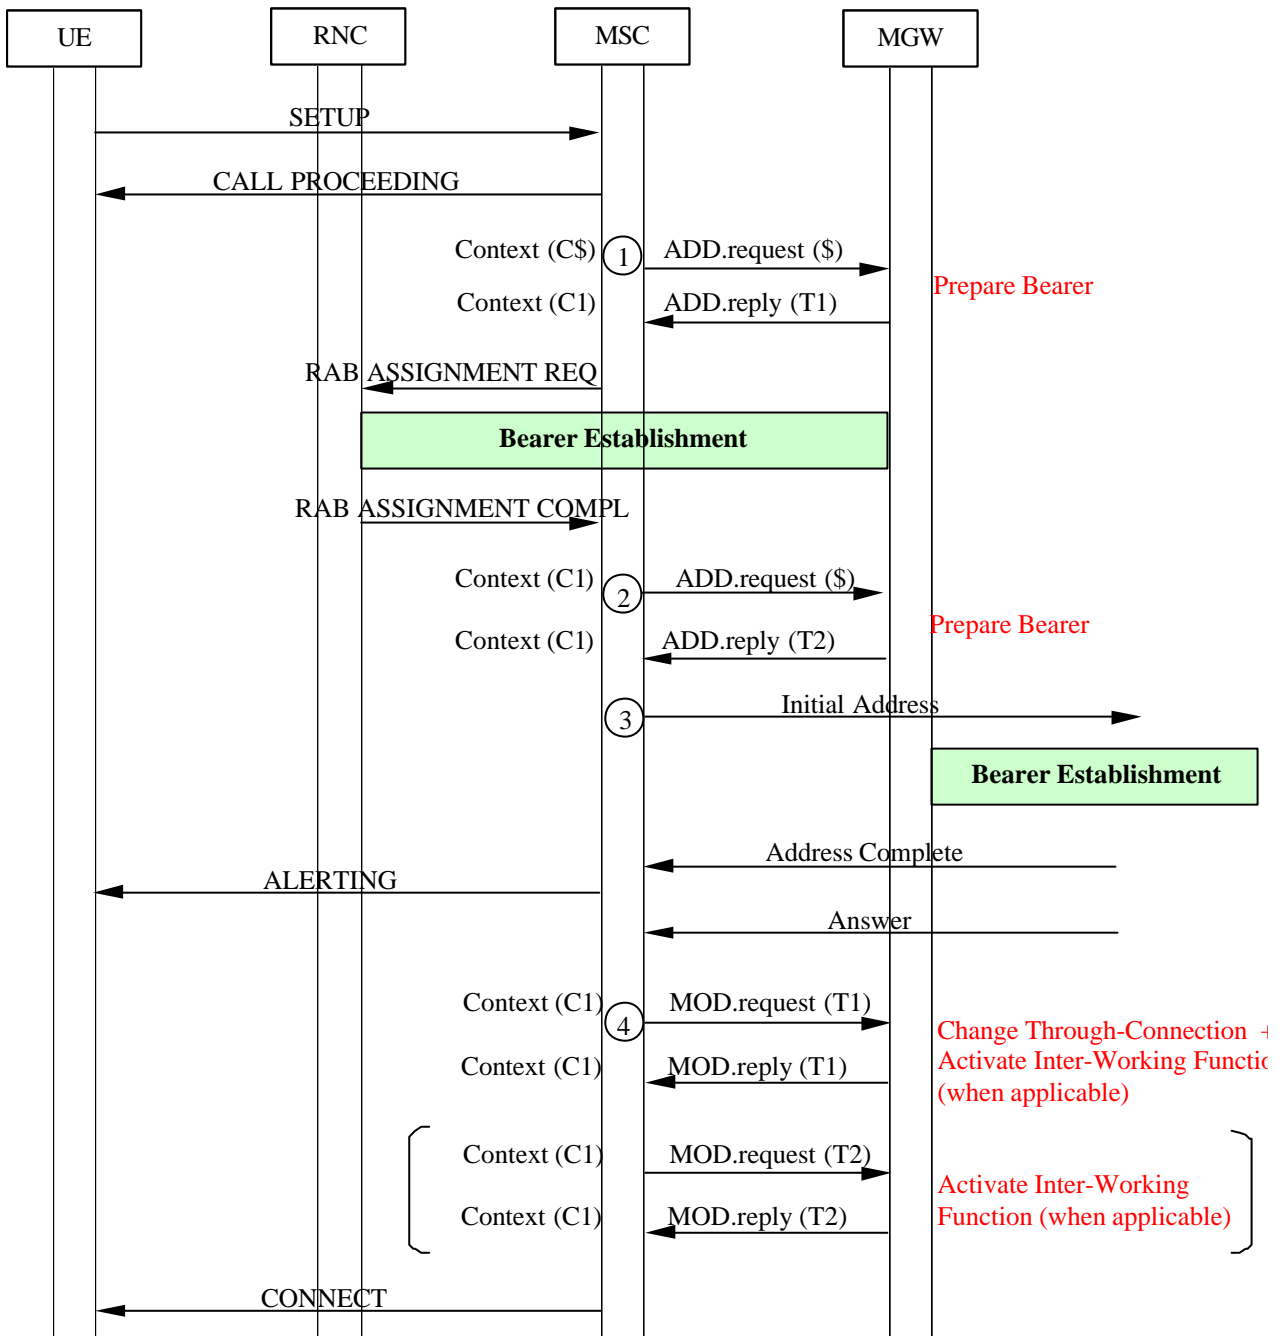 UE RNC MSC MGW
SETUP
CALL PROCEEDING
Context (C$) 1 ADD.request ($)
Prepare Bearer
Context (C1) ADD.reply (T1)
RAB ASSIGNMENT REQ
Bearer Establishment
RAB ASSIGNMENT COMPL
Context (C1) 2 ADD.request ($)
Prepare Bearer
Context (C1) ADD.reply (T2)
Initial Address
3
Bearer Establishment
Address Complete
ALERTING
Answer
Context (C1) 4 MOD.request (T1)
Change Through-Connection +
Context (C1) MOD.reply (T1)
Activate Inter-Working Functio
(when applicable)
Context (C1) MOD.request (T2)
Activate Inter-Working
Context (C1) MOD.reply (T2)
Function (when applicable)
CONNECT